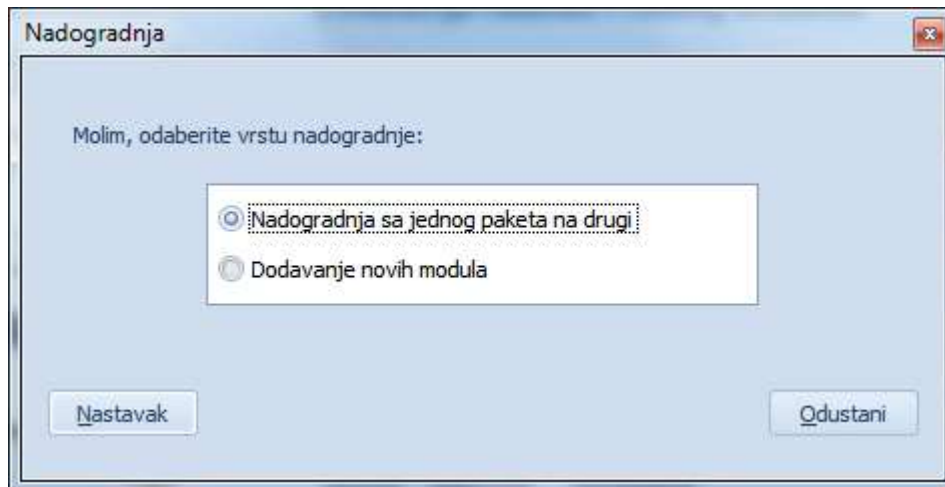 Nadogradnja
Molim, odaberite vrstu nadogradnje:
Nadogradnja sa jednog paketa na drugi
Dodavanje novih modula
Nastavak
Odustani